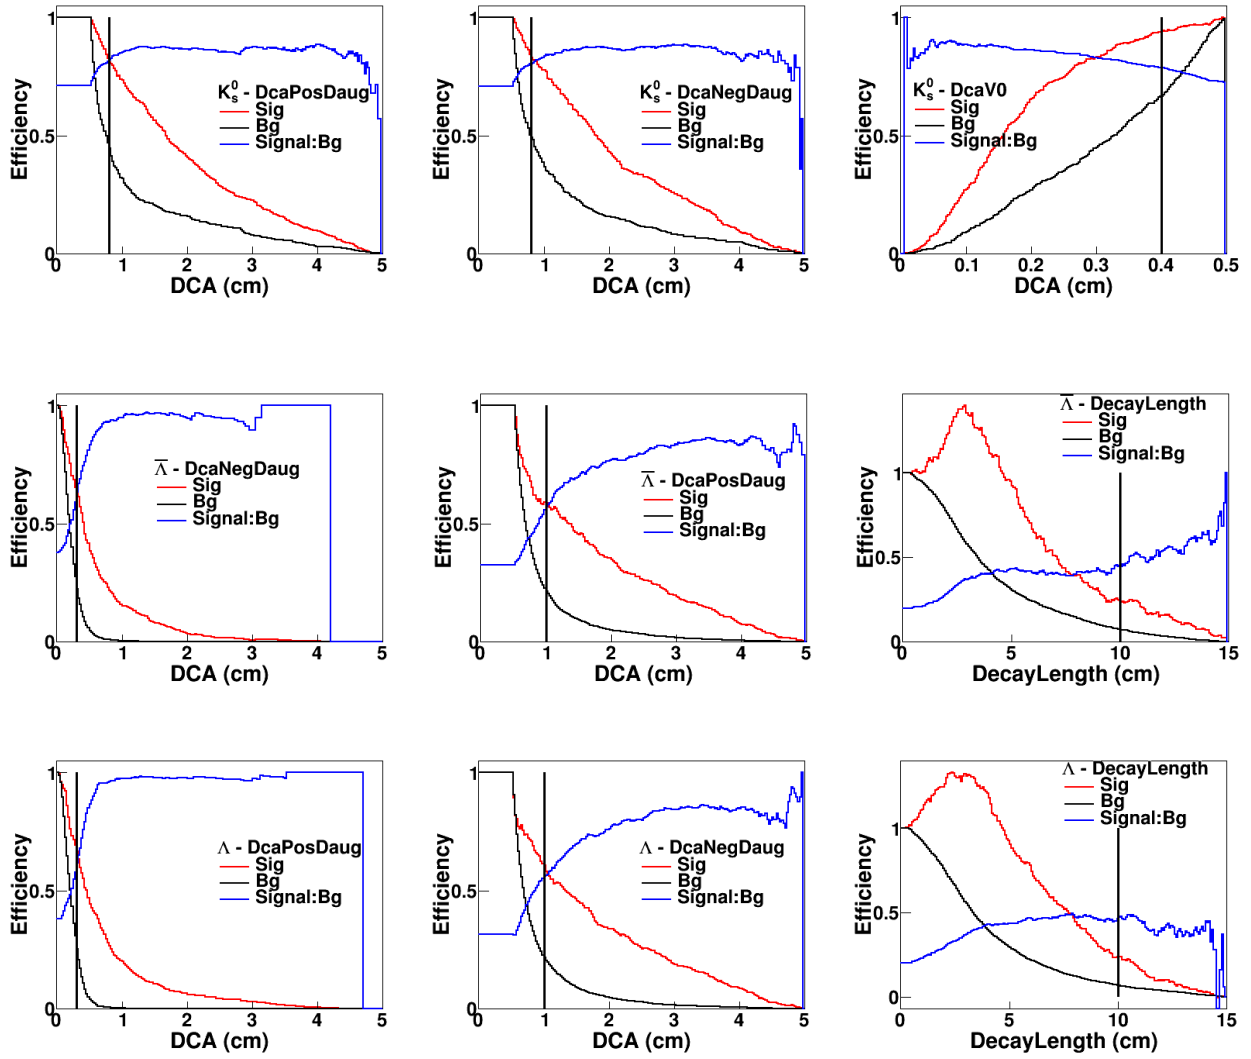 Efficiency
1
0.5
0
K⁰ₛ - DcaPosDaug
Sig
Bg
Signal:Bg
0 1 2 3 4 5
DCA (cm)
Efficiency
1
0.5
0
K⁰ₛ - DcaNegDaug
Sig
Bg
Signal:Bg
0 1 2 3 4 5
DCA (cm)
Efficiency
1
0.5
0
K⁰ₛ - DcaV0
Sig
Bg
Signal:Bg
0 0.1 0.2 0.3 0.4 0.5
DCA (cm)
Efficiency
1
0.5
0
Λ̅ - DcaNegDaug
Sig
Bg
Signal:Bg
0 1 2 3 4 5
DCA (cm)
Efficiency
1
0.5
0
Λ̅ - DcaPosDaug
Sig
Bg
Signal:Bg
0 1 2 3 4 5
DCA (cm)
Efficiency
1
0.5
0
Λ̅ - DecayLength
Sig
Bg
Signal:Bg
0 5 10 15
DecayLength (cm)
Efficiency
1
0.5
0
Λ - DcaPosDaug
Sig
Bg
Signal:Bg
0 1 2 3 4 5
DCA (cm)
Efficiency
1
0.5
0
Λ - DcaNegDaug
Sig
Bg
Signal:Bg
0 1 2 3 4 5
DCA (cm)
Efficiency
1
0.5
0
Λ - DecayLength
Sig
Bg
Signal:Bg
0 5 10 15
DecayLength (cm)